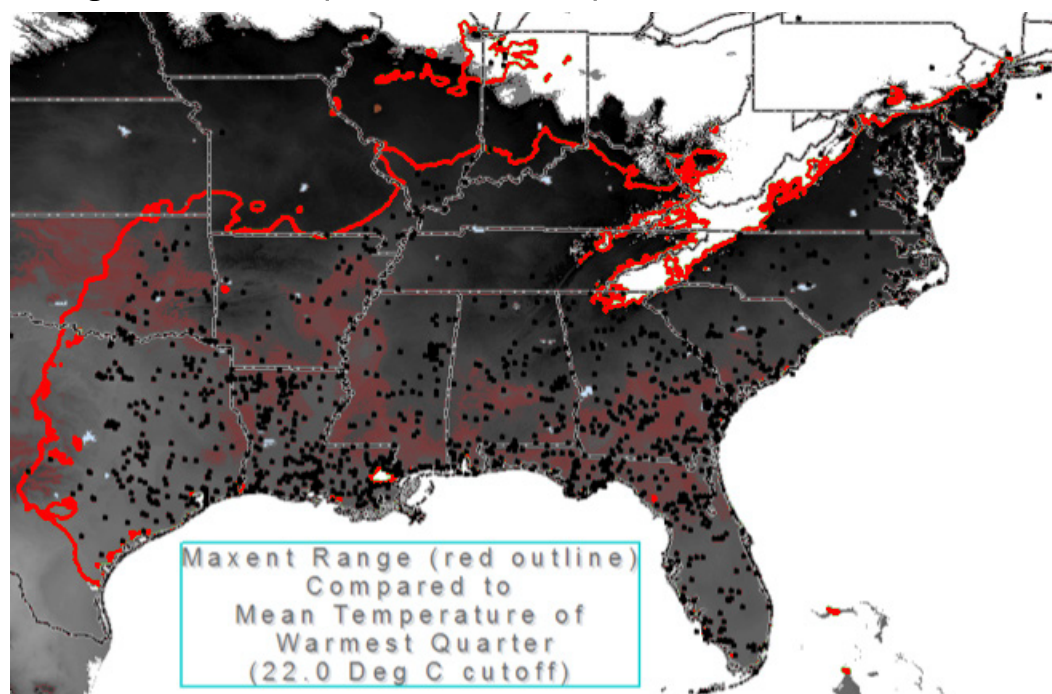 Maxent Range (red outline)
Compared to
Mean Temperature of
Warmest Quarter
(22.0 Deg C cutoff)